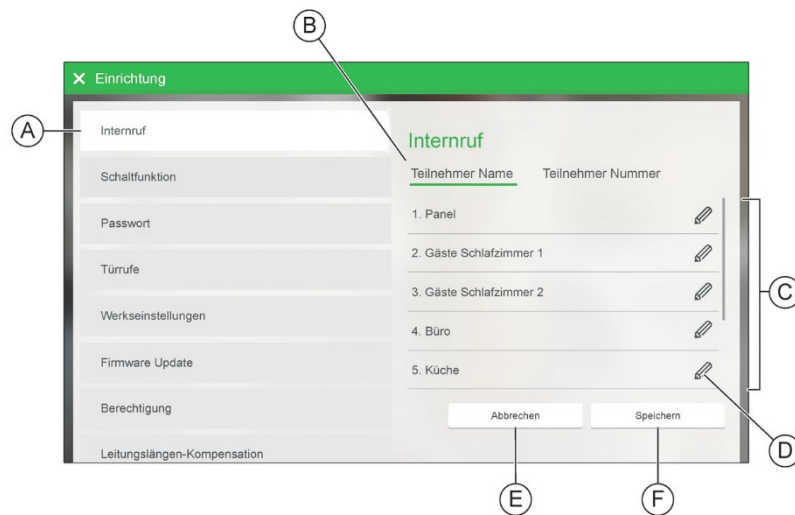 B
X Einrichtung
A
Internruf
Schaltfunktion
Passwort
Türrufe
Werkseinstellungen
Firmware Update
Berechtigung
Leitungslängen-Kompensation
Internruf
Teilnehmer Name Teilnehmer Nummer
1. Panel
2. Gäste Schlafzimmer 1
3. Gäste Schlafzimmer 2
4. Büro
5. Küche
C
Abbrechen Speichern
D
E
F